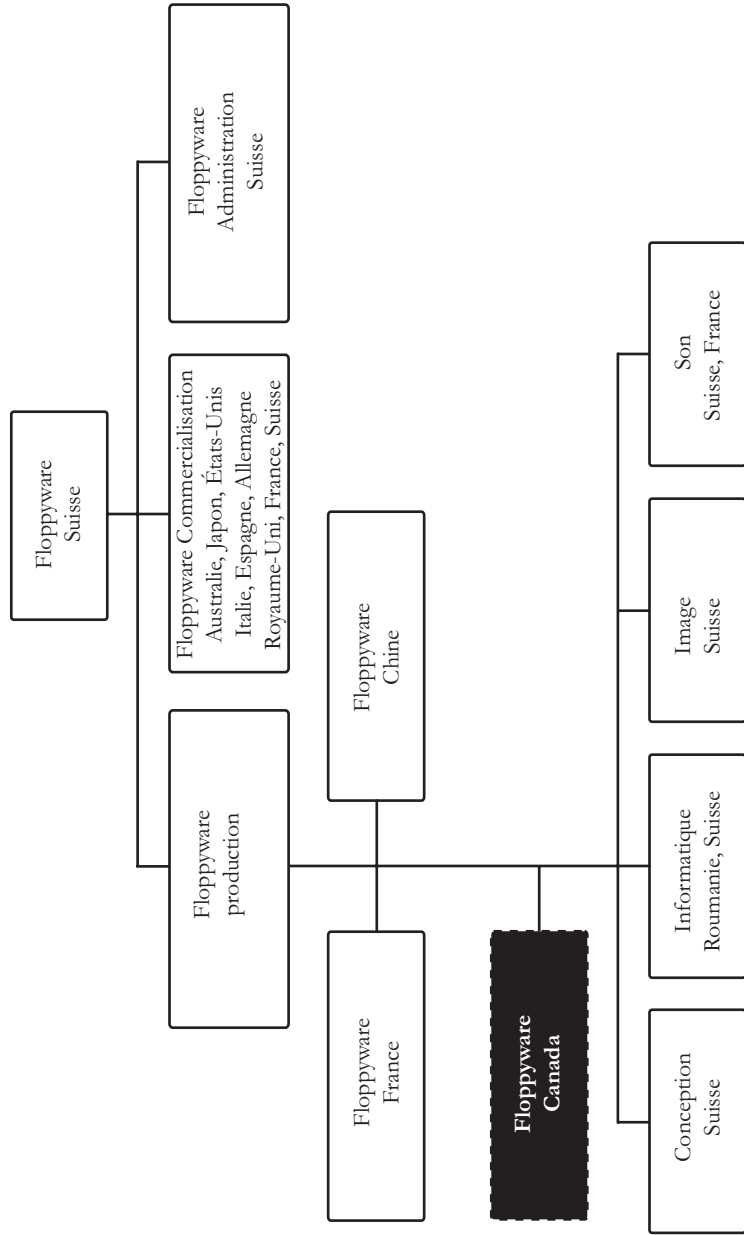 Floppyware
Suisse
Floppyware
production
Floppyware Commercialisation
Australie, Japon, États-Unis
Italie, Espagne, Allemagne
Royaume-Uni, France, Suisse
Floppyware
Administration
Suisse
Floppyware
France
Floppyware
Chine
Floppyware
Canada
Conception
Suisse
Informatique
Roumanie, Suisse
Image
Suisse
Son
Suisse, France